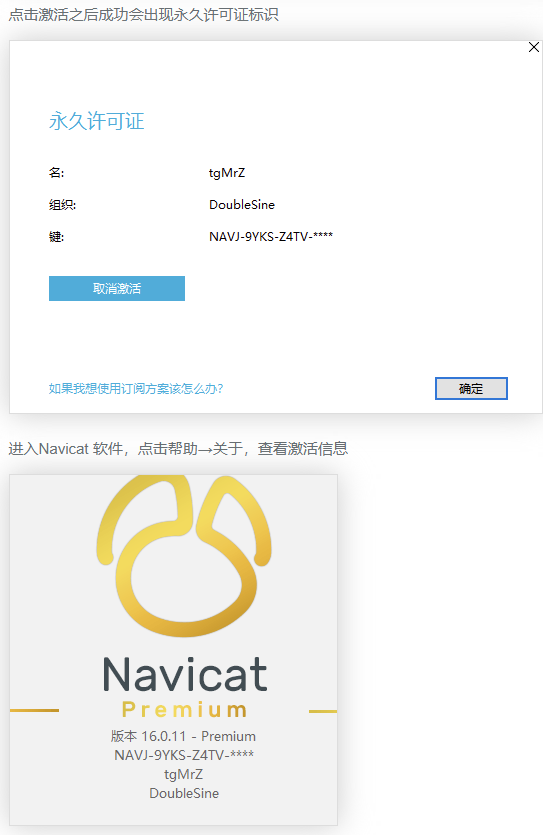 点击激活之后成功会出现永久许可证标识
永久许可证
名: tgMrZ
组织: DoubleSine
键: NAVJ-9YKS-Z4TV-****
取消激活
如果我想使用订阅方案该怎么办?
确定
进入Navicat 软件，点击帮助→关于，查看激活信息
Navicat
Premium
版本 16.0.11 - Premium
NAVJ-9YKS-Z4TV-****
tgMrZ
DoubleSine